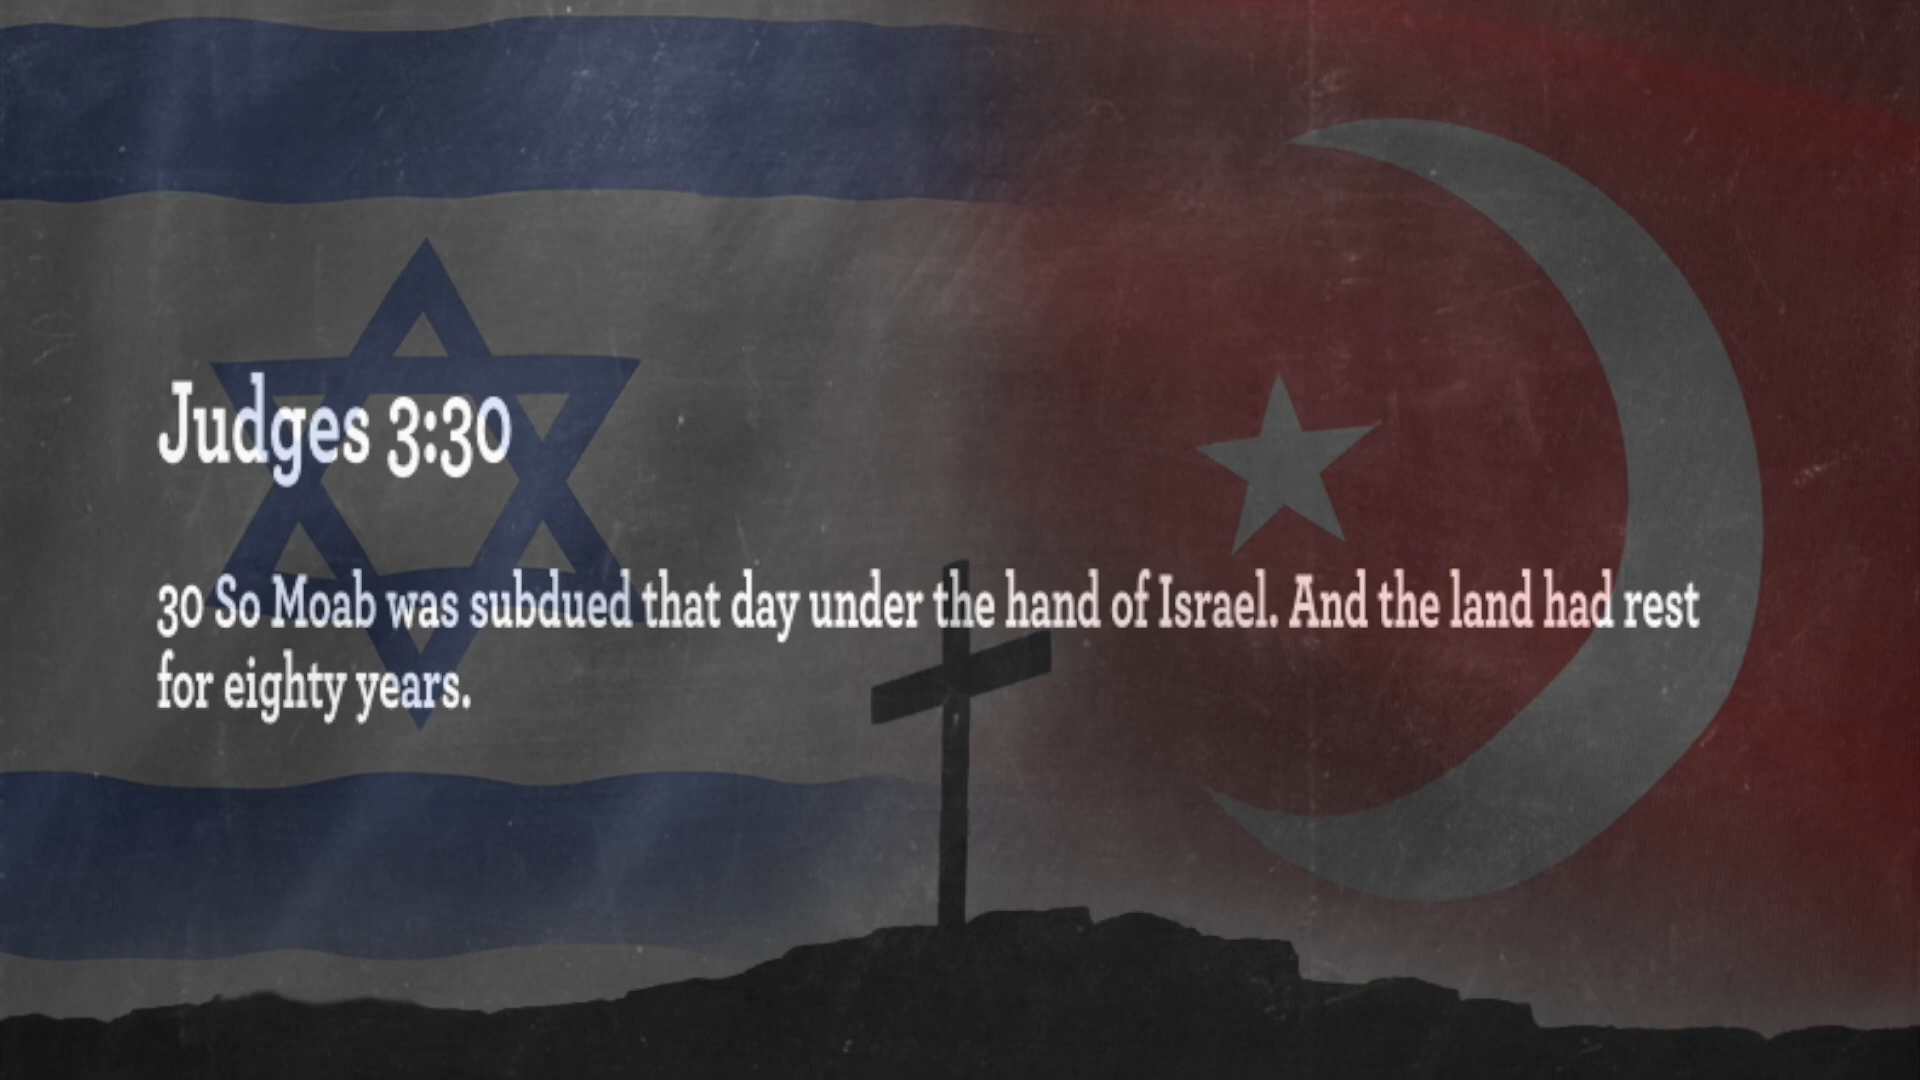 Judges 3:30
30 So Moab was subdued that day under the hand of Israel. And the land had rest
for eighty years.